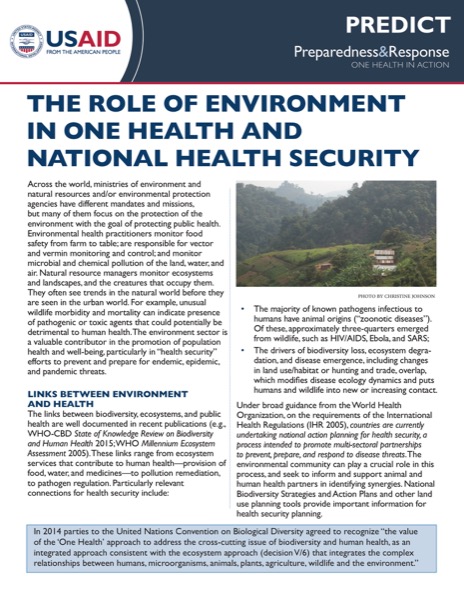 USAID
FROM THE AMERICAN PEOPLE
PREDICT
Preparedness&Response
ONE HEALTH IN ACTION
THE ROLE OF ENVIRONMENT
IN ONE HEALTH AND
NATIONAL HEALTH SECURITY
Across the world, ministries of environment and
natural resources and/or environmental protection
agencies have different mandates and missions,
but many of them focus on the protection of the
environment with the goal of protecting public health.
Environmental health practitioners monitor food
safety from farm to table; are responsible for vector
and vermin monitoring and control; and monitor
microbial and chemical pollution of the land, water, and
air. Natural resource managers monitor ecosystems
and landscapes, and the creatures that occupy them.
They often see trends in the natural world before they
are seen in the urban world. For example, unusual
wildlife morbidity and mortality can indicate presence
of pathogenic or toxic agents that could potentially be
detrimental to human health. The environment sector is
a valuable contributor in the promotion of population
health and well-being, particularly in "health security"
efforts to prevent and prepare for endemic, epidemic,
and pandemic threats.
LINKS BETWEEN ENVIRONMENT
AND HEALTH
The links between biodiversity, ecosystems, and public
health are well documented in recent publications (e.g.,
WHO-CBD State of Knowledge Review on Biodiversity
and Human Health 2015; WHO Millennium Ecosystem
Assessment 2005). These links range from ecosystem
services that contribute to human health—provision of
food, water, and medicines—to pollution remediation,
to pathogen regulation. Particularly relevant
connections for health security include:
PHOTO BY CHRISTINE JOHNSON
• The majority of known pathogens infectious to
humans have animal origins ("zoonotic diseases").
Of these, approximately three-quarters emerged
from wildlife, such as HIV/AIDS, Ebola, and SARS;
• The drivers of biodiversity loss, ecosystem degra-
dation, and disease emergence, including changes
in land use/habitat or hunting and trade, overlap,
which modifies disease ecology dynamics and puts
humans and wildlife into new or increasing contact.
Under broad guidance from the World Health
Organization, on the requirements of the International
Health Regulations (IHR 2005), countries are currently
undertaking national action planning for health security, a
process intended to promote multi-sectoral partnerships
to prevent, prepare, and respond to disease threats. The
environmental community can play a crucial role in this
process, and seek to inform and support animal and
human health partners in identifying synergies. National
Biodiversity Strategies and Action Plans and other land
use planning tools provide important information for
health security planning.
In 2014 parties to the United Nations Convention on Biological Diversity agreed to recognize "the value
of the 'One Health' approach to address the cross-cutting issue of biodiversity and human health, as an
integrated approach consistent with the ecosystem approach (decision V/6) that integrates the complex
relationships between humans, microorganisms, animals, plants, agriculture, wildlife and the environment."